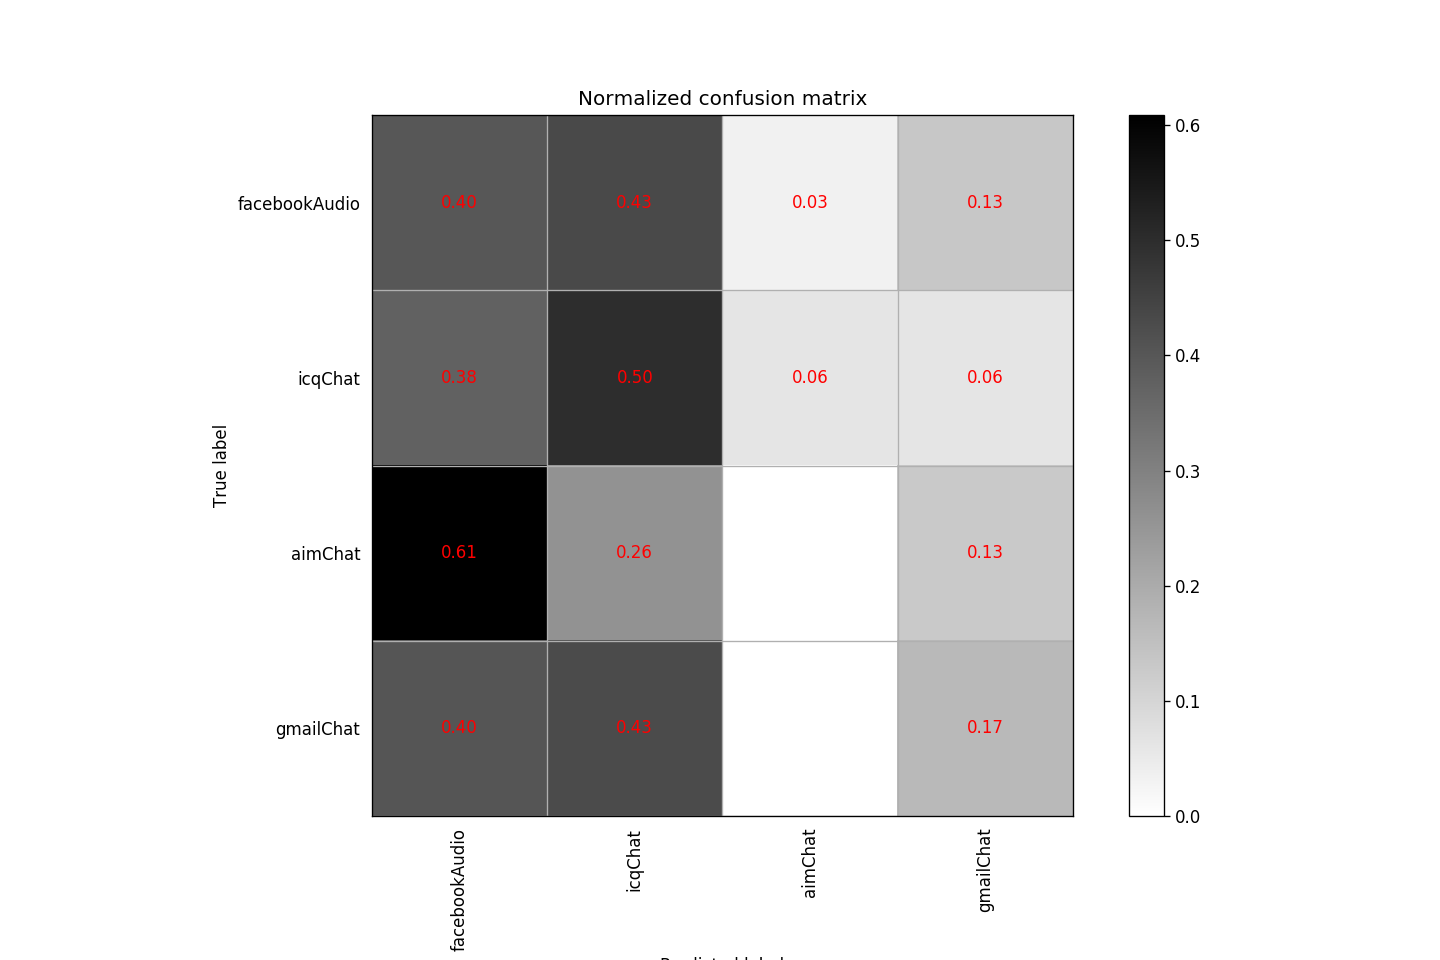 Normalized confusion matrix
facebookAudio 0.40 0.43 0.03 0.13
icqChat 0.38 0.50 0.06 0.06
aimChat 0.61 0.26 0.13
gmailChat 0.40 0.43 0.17
True label
facebookAudio icqChat aimChat gmailChat
0.6
0.5
0.4
0.3
0.2
0.1
0.0